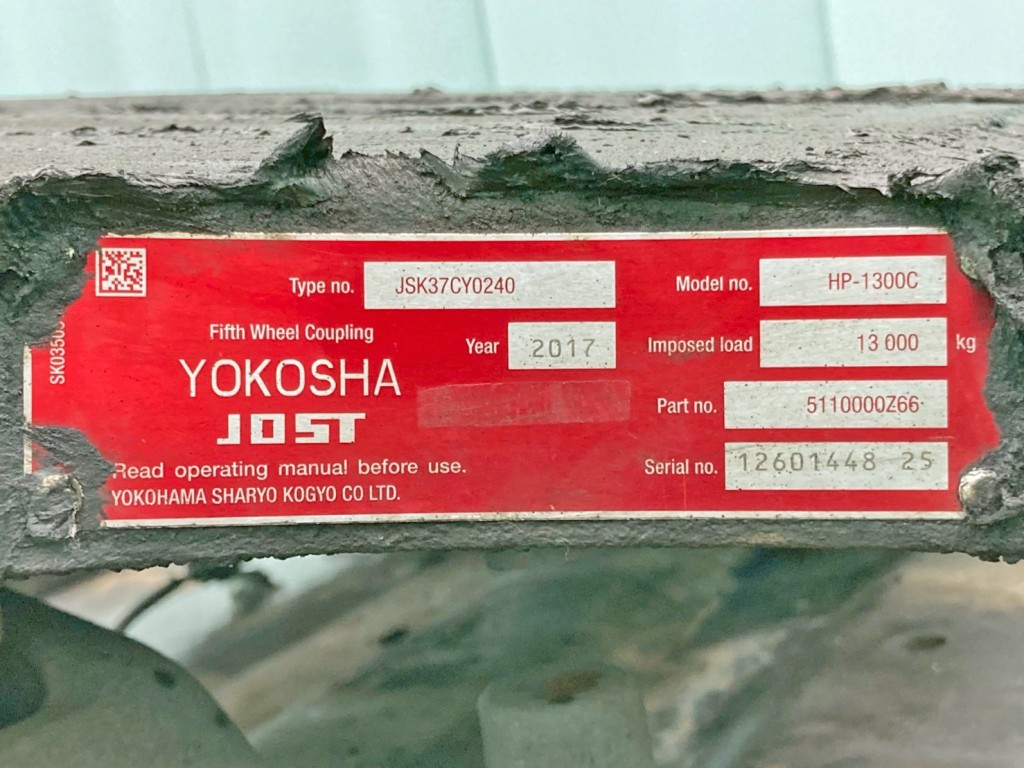 Type no. JSK37CY0240
Model no. HP-1300C
Fifth Wheel Coupling
Year 2017
Imposed load 13 000 kg
YOKOSHA
JOST
Part no. 5110000Z66
Serial no. 12601448 25
Read operating manual before use.
YOKOHAMA SHARYO KOGYO CO LTD.